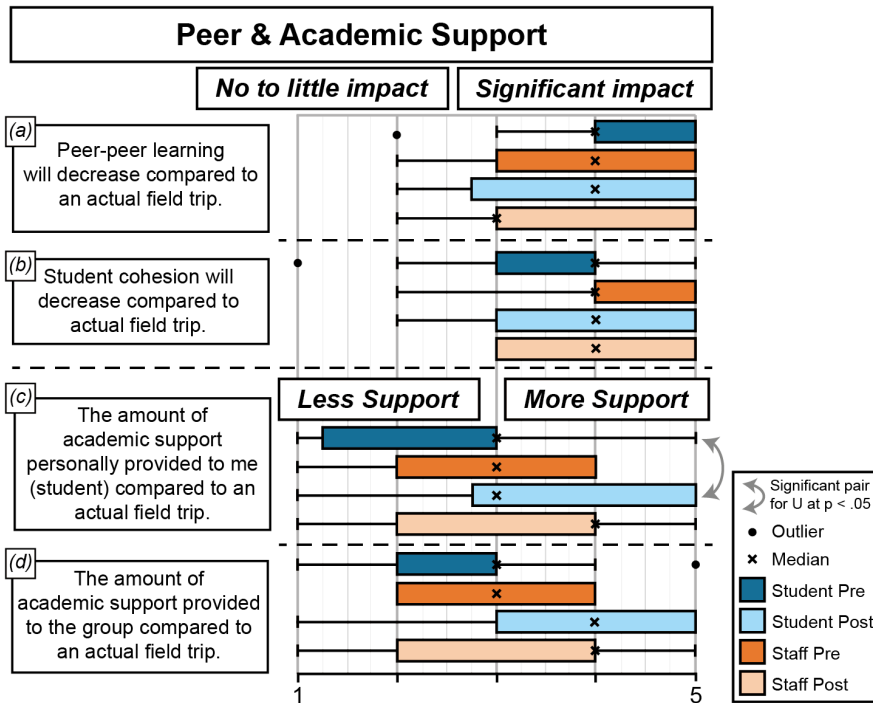 Peer & Academic Support
No to little impact
Significant impact
(a)
Peer-peer learning
will decrease compared to
an actual field trip.
(b)
Student cohesion will
decrease compared to
actual field trip.
Less Support
More Support
(c)
The amount of
academic support
personally provided to me
(student) compared to an
actual field trip.
(d)
The amount of
academic support provided
to the group compared to
an actual field trip.
1
5
Significant pair
for U at p < .05
Outlier
Median
Student Pre
Student Post
Staff Pre
Staff Post